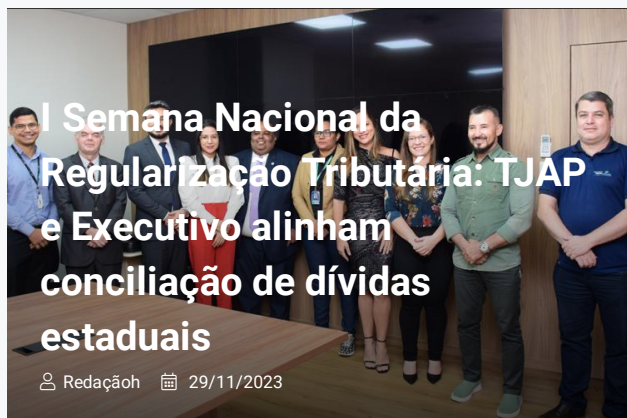 I Semana Nacional da
Regularização Tributária: TJAP
e Executivo alinham
conciliação de dívidas
estaduais
Redaçãoh 29/11/2023